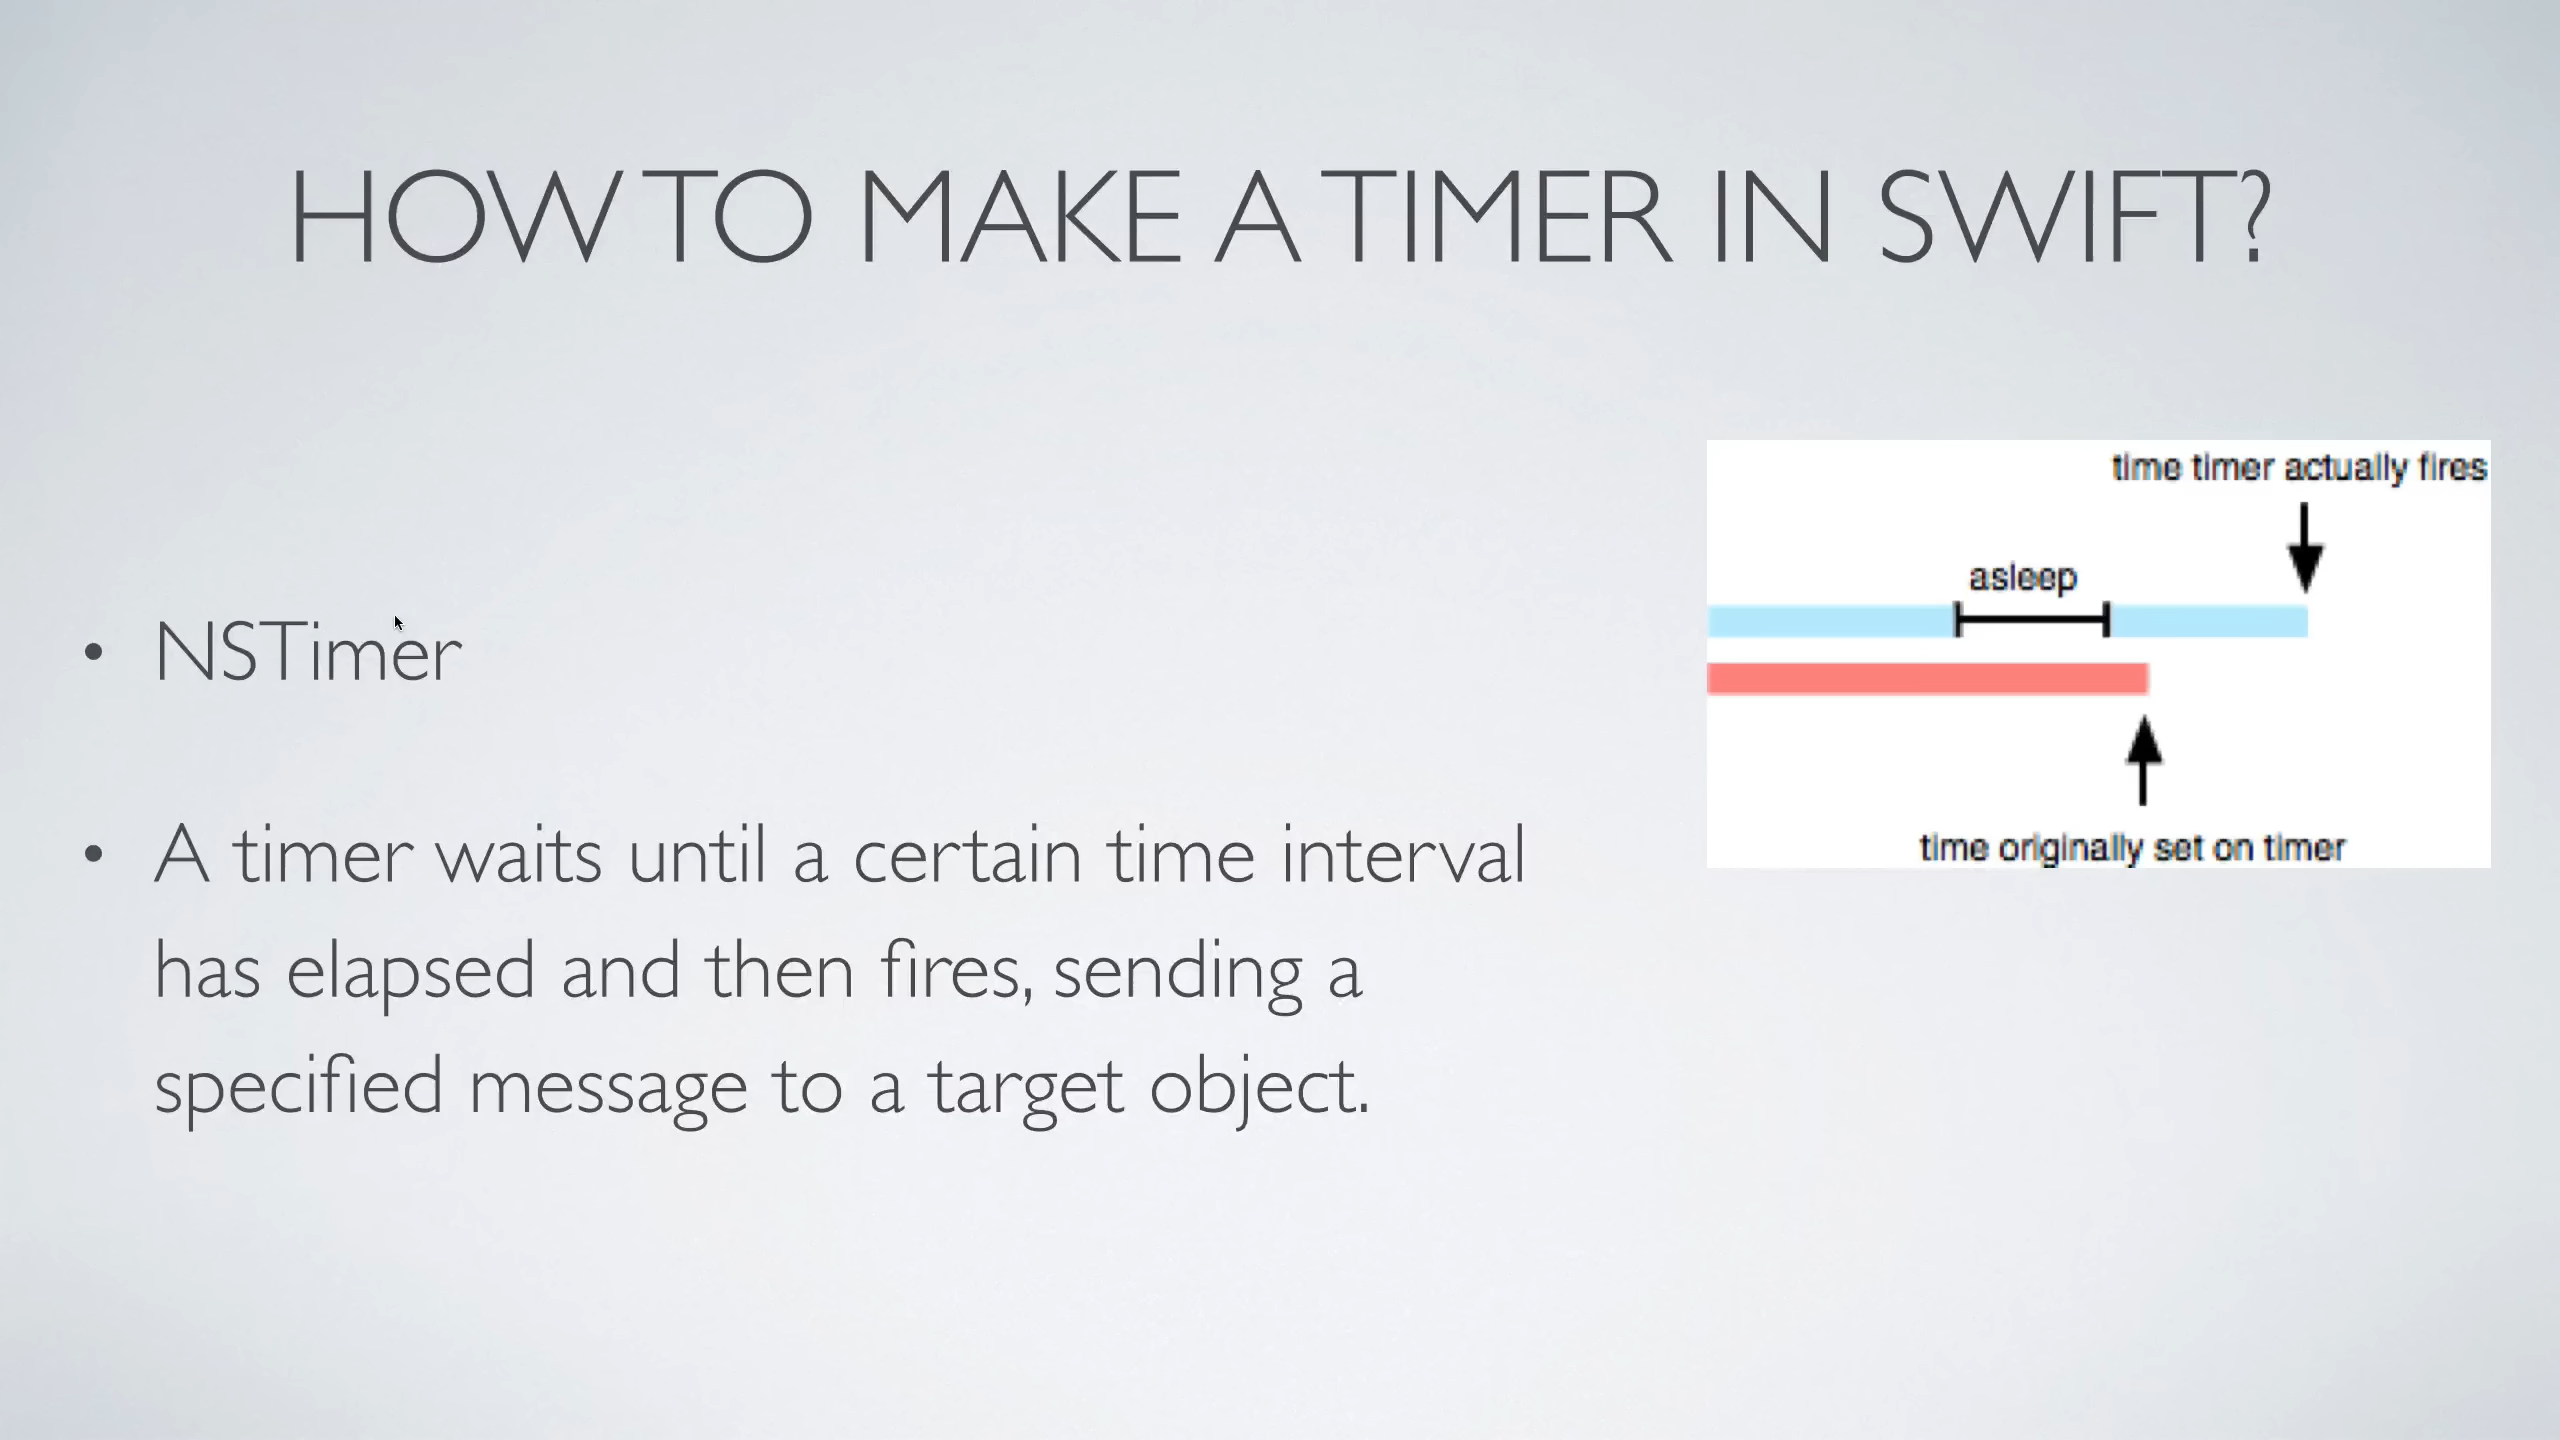 HOW TO MAKE A TIMER IN SWIFT?
• NSTimer
• A timer waits until a certain time interval
has elapsed and then fires, sending a
specified message to a target object.
time timer actually fires
asleep
time originally set on timer